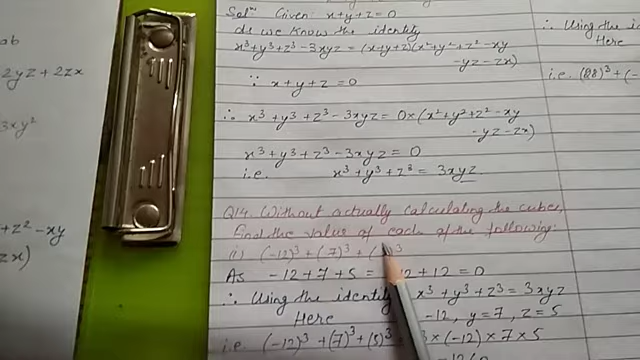 ab
2yz + 2zx
3xy²
+ z² - xy
zx)
Solⁿ Given: x+y+z=0
As we know the identity
x³+y³+z³-3xyz = (x+y+z)(x²+y²+z²-xy
-yz-zx)
∵ x+y+z=0
∴ x³+y³+z³-3xyz = 0×(x²+y²+z²-xy
-yz-zx)
x³+y³+z³-3xyz = 0
i.e. x³+y³+z³ = 3xyz
Q14. Without actually calculating the cubes,
find the value of each of the following:
(i) (-12)³+(7)³+(
As -12+7+5 = 12+12=0
∴ Using the identity x³+y³+z³=3xyz
Here -12, y=7, z=5
i.e. (-12)³+(7)³+(5)³ × (-12)×7×5
∴ Using the i
Here
i.e. (88)³+(-